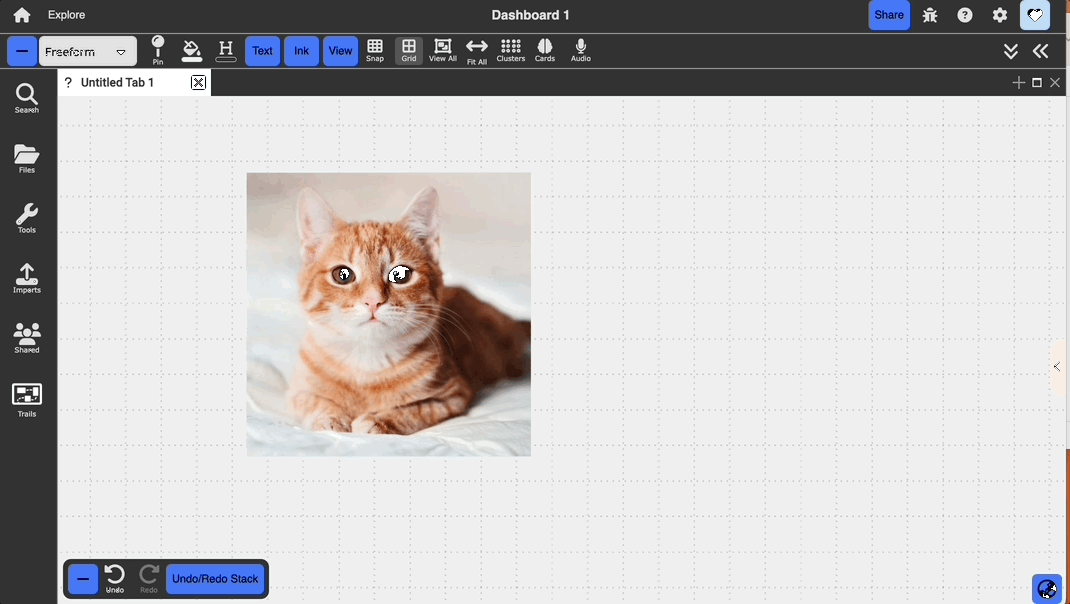 Explore
Dashboard 1
Share
Freeform
Pin
H
Text
Ink
View
Snap
Grid
View All
Fit All
Clusters
Cards
Audio
? Untitled Tab 1
Search
Files
Tools
Imports
Shared
Trails
Undo
Redo
Undo/Redo Stack